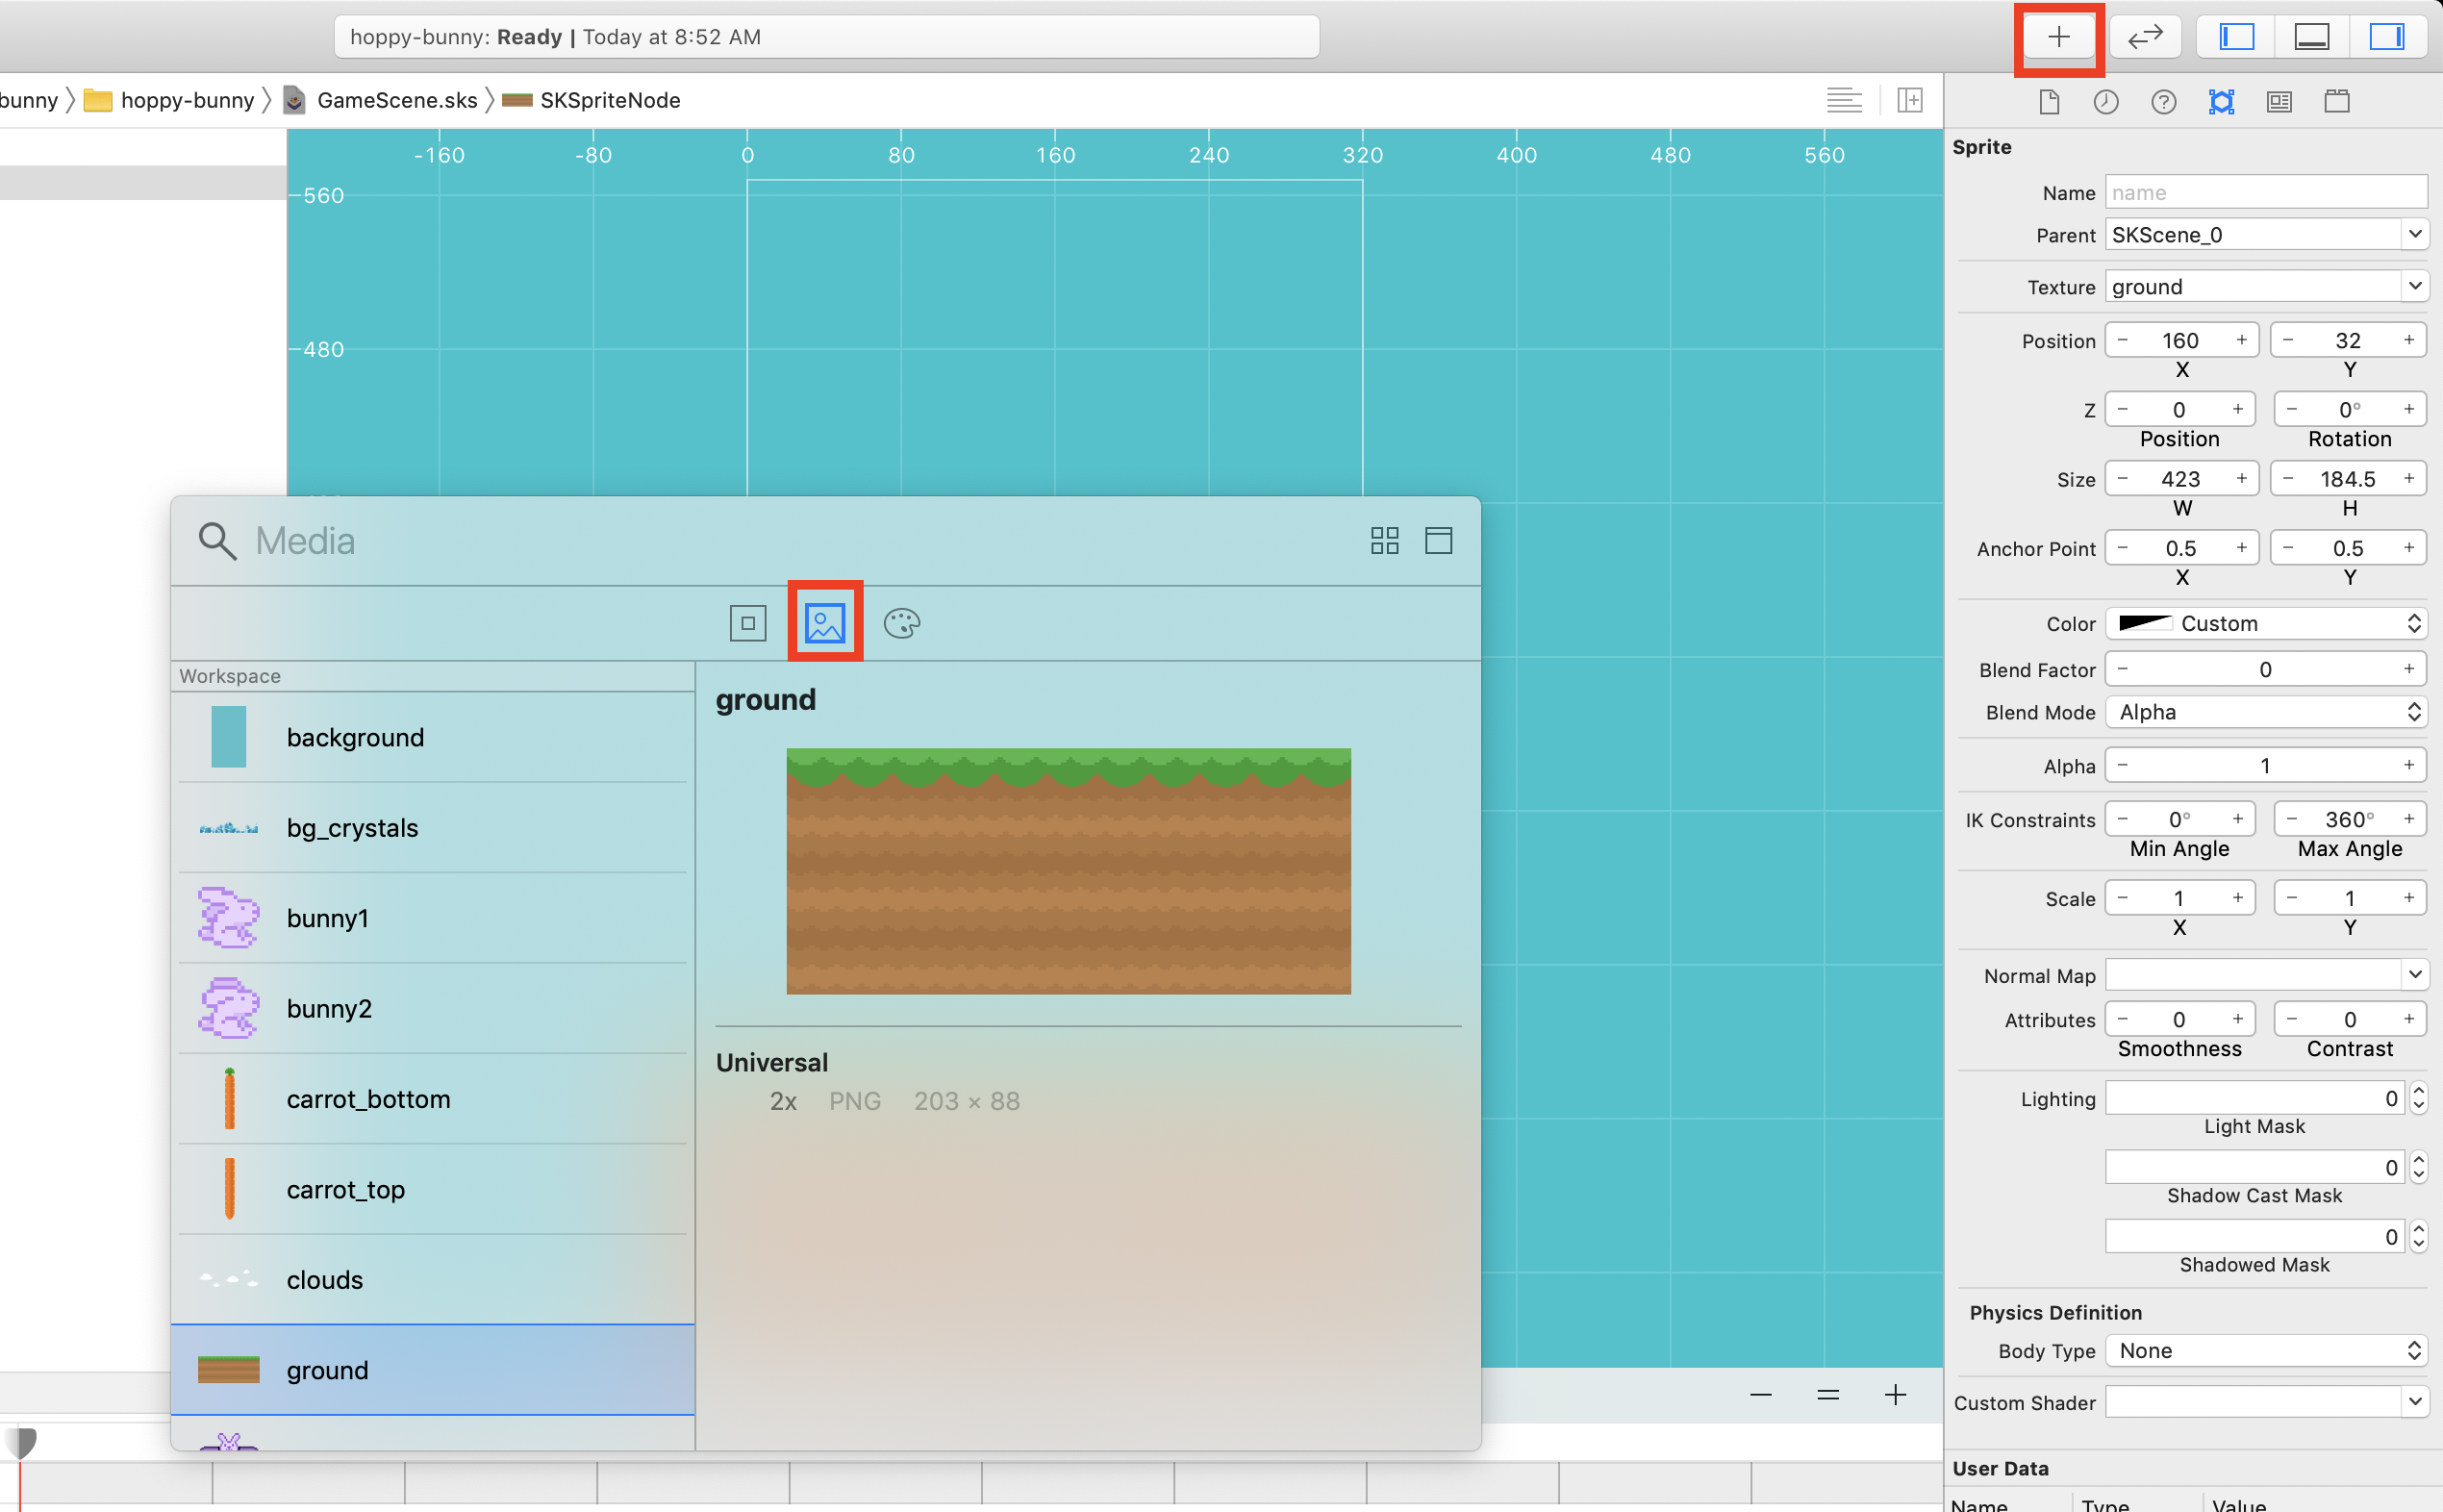 hoppy-bunny: Ready | Today at 8:52 AM
bunny hoppy-bunny GameScene.sks SKSpriteNode
-160 -80 0 80 160 240 320 400 480 560
560
480
Media
Workspace
background
bg_crystals
bunny1
bunny2
carrot_bottom
carrot_top
clouds
ground
ground
Universal
2x PNG 203 × 88
Sprite
Name name
Parent SKScene_0
Texture ground
Position − 160 + − 32 +
X Y
Z − 0 + − 0° +
Position Rotation
Size − 423 + − 184.5 +
W H
Anchor Point − 0.5 + − 0.5 +
X Y
Color Custom
Blend Factor − 0 +
Blend Mode Alpha
Alpha − 1 +
IK Constraints − 0° + − 360° +
Min Angle Max Angle
Scale − 1 + − 1 +
X Y
Normal Map
Attributes − 0 + − 0 +
Smoothness Contrast
Lighting 0
Light Mask
0
Shadow Cast Mask
0
Shadowed Mask
Physics Definition
Body Type None
Custom Shader
User Data
Name Type Value